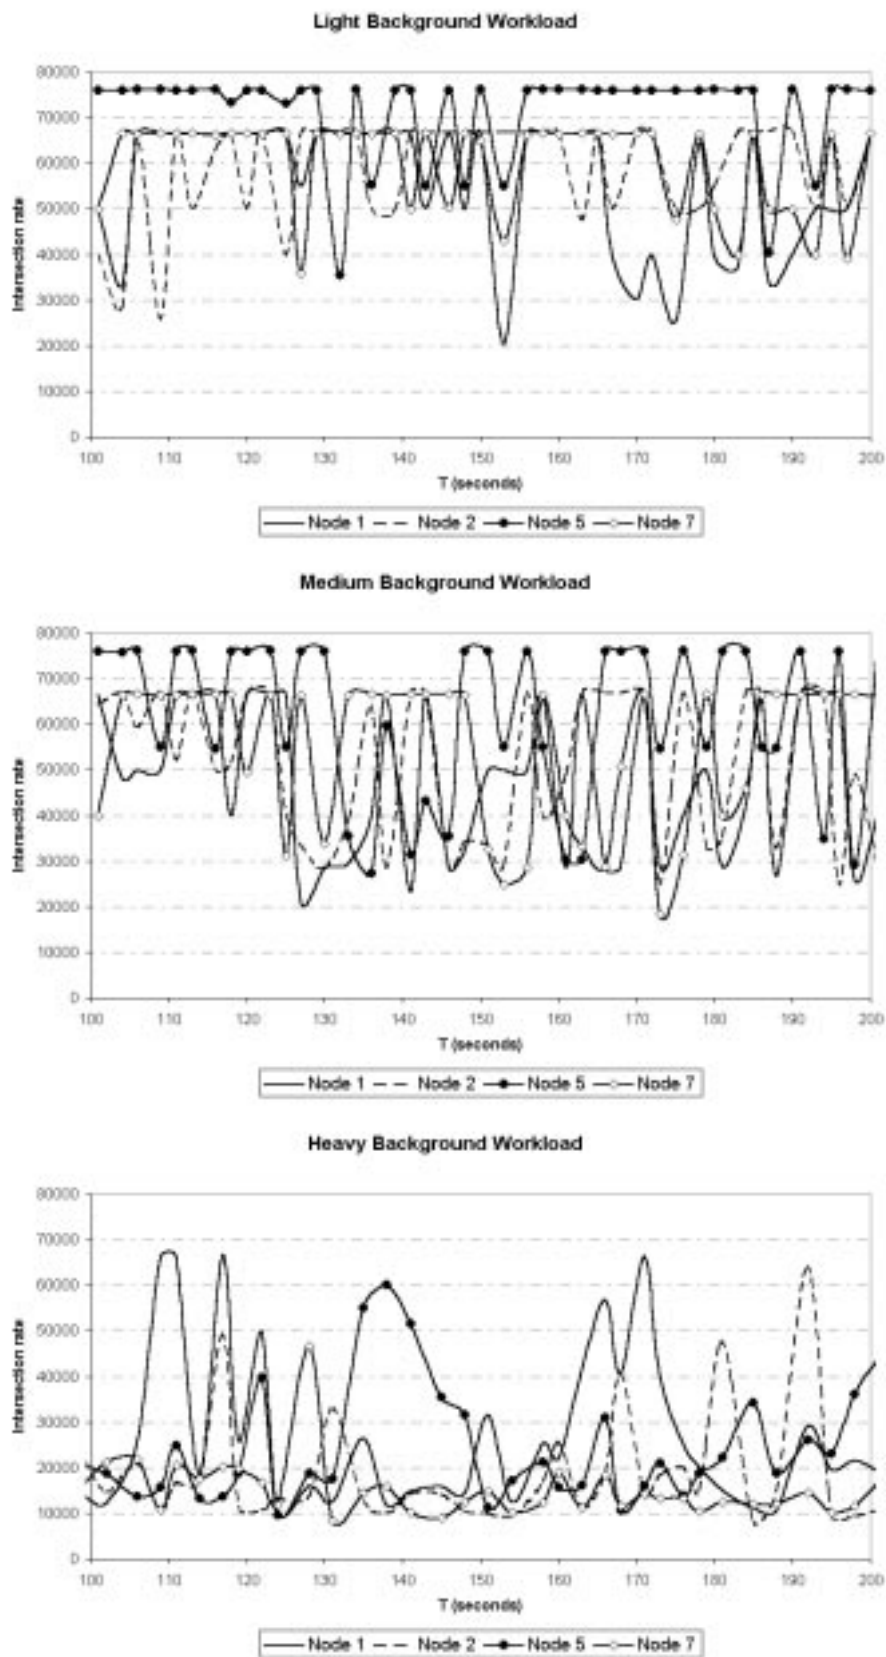 Light Background Workload
80000
70000
60000
50000
40000
30000
20000
10000
0
Intersection rate
100 110 120 130 140 150 160 170 180 190 200
T (seconds)
Node 1 Node 2 Node 5 Node 7
Medium Background Workload
80000
70000
60000
50000
40000
30000
20000
10000
0
Intersection rate
100 110 120 130 140 150 160 170 180 190 200
T (seconds)
Node 1 Node 2 Node 5 Node 7
Heavy Background Workload
80000
70000
60000
50000
40000
30000
20000
10000
0
Intersection rate
100 110 120 130 140 150 160 170 180 190 200
T (seconds)
Node 1 Node 2 Node 5 Node 7